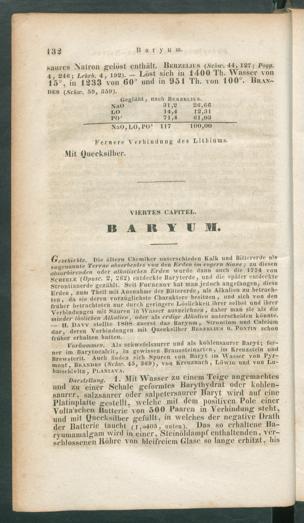 132 Baryum.
saures Natron gelöst enthält. BERZELIUS (Schw. 44, 127; Pogg.
4, 246; Lehrb. 4, 192). — Löst sich in 1400 Th. Wasser von
15°, in 1233 von 60° und in 951 Th. von 100°. BRAN-
DES (Schw. 59, 359).
Geglüht, nach BERZELIUS.
NaO 31,2 26,66
LO 14,4 12,31
PO⁵ 71,4 61,03
NaO,LO,PO⁵ 117 100,00
Fernere Verbindung des Lithiums.
Mit Quecksilber.
VIERTES CAPITEL.
BARYUM.
Geschichte. Die ältern Chemiker unterschieden Kalk und Bittererde als
sogenannte Terrae absorbentes von den Erden im engern Sinne; zu diesen
absorbirenden oder alkalischen Erden wurde dann auch die 1774 von
SCHEELE (Opusc. 2, 262) entdeckte Baryterde, und die später entdeckte
Strontianerde gezählt. Seit FOURCROY hat man jedoch angefangen, diese
Erden, zum Theil mit Ausnahme der Bittererde, als Alkalien zu betrach-
ten, da sie deren vorzüglichste Charaktere besitzen, und sich von den
früher betrachteten nur durch geringere Löslichkeit ihrer selbst und ihrer
Verbindungen mit Säuren in Wasser auszeichnen, daher man sie als die
minder löslichen Alkalien, oder als erdige Alkalien unterscheiden könnte.
— H. DAVY stellte 1808 zuerst das Baryum, Strontium und Calcium
dar, deren Verbindungen mit Quecksilber BERZELIUS u. PONTIN schon
früher erhalten hatten.
Vorkommen. Als schwefelsaurer und als kohlensaurer Baryt; fer-
ner im Barytocalcit, in gewissen Braunsteinarten, im Kreuzstein und
Brewsterit. Auch finden sich Spuren von Baryt im Wasser von Pyr-
mont, BRANDES (Schw. 45, 369), von Kreuznach, LÖWIG und von Lu-
hatschowitz, PLANIAVA.
Darstellung. 1. Mit Wasser zu einem Teige angemachtes
und zu einer Schale geformtes Barythydrat oder kohlen-
saurer, salzsaurer oder salpetersaurer Baryt wird auf eine
Platinplatte gestellt, welche mit dem positiven Pole einer
Volta'schen Batterie von 500 Paaren in Verbindung steht,
und mit Quecksilber gefüllt, in welches der negative Drath
der Batterie taucht (I, 405, unten). Das so erhaltene Ba-
ryumamalgam wird in einer, Steinöldampf enthaltenden, ver-
schlossenen Röhre von bleifreiem Glase so lange erhitzt, bis